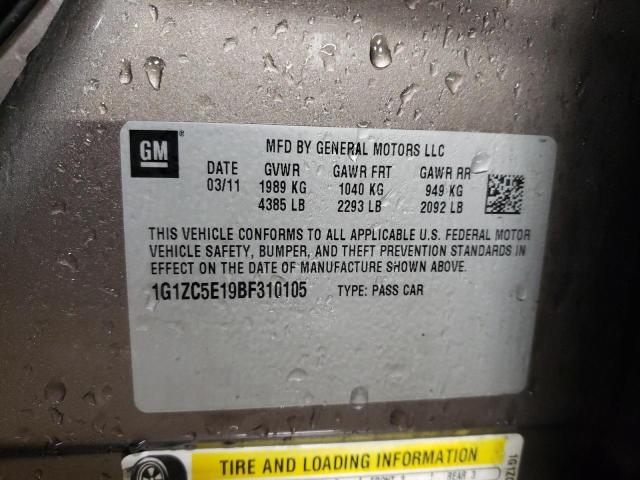 GM
MFD BY GENERAL MOTORS LLC
DATE GVWR GAWR FRT GAWR RR
03/11 1989 KG 1040 KG 949 KG
4385 LB 2293 LB 2092 LB
THIS VEHICLE CONFORMS TO ALL APPLICABLE U.S. FEDERAL MOTOR
VEHICLE SAFETY, BUMPER, AND THEFT PREVENTION STANDARDS IN
EFFECT ON THE DATE OF MANUFACTURE SHOWN ABOVE.
1G1ZC5E19BF310105 TYPE: PASS CAR
TIRE AND LOADING INFORMATION
REAR 3